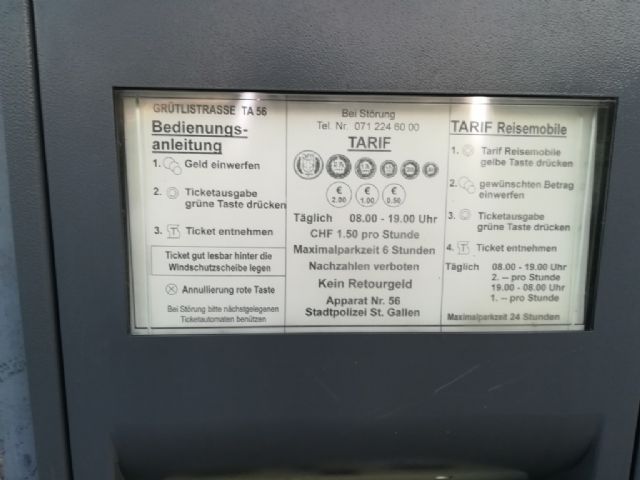 GRÜTLISTRASSE TA 56
Bedienungs-
anleitung
1. Geld einwerfen
2. Ticketausgabe
grüne Taste drücken
3. Ticket entnehmen
Ticket gut lesbar hinter die
Windschutzscheibe legen
Annullierung rote Taste
Bei Störung bitte nächstgelegenen
Ticketautomaten benützen
Bei Störung
Tel. Nr. 071 224 60 00
TARIF
€ 2.00
€ 1.00
€ 0.50
Täglich 08.00 - 19.00 Uhr
CHF 1.50 pro Stunde
Maximalparkzeit 6 Stunden
Nachzahlen verboten
Kein Retourgeld
Apparat Nr. 56
Stadtpolizei St. Gallen
TARIF Reisemobile
1. Tarif Reisemobile
gelbe Taste drücken
2. gewünschten Betrag
einwerfen
3. Ticketausgabe
grüne Taste drücken
4. Ticket entnehmen
Täglich 08.00 - 19.00 Uhr
2. -- pro Stunde
19.00 - 08.00 Uhr
1. -- pro Stunde
Maximalparkzeit 24 Stunden